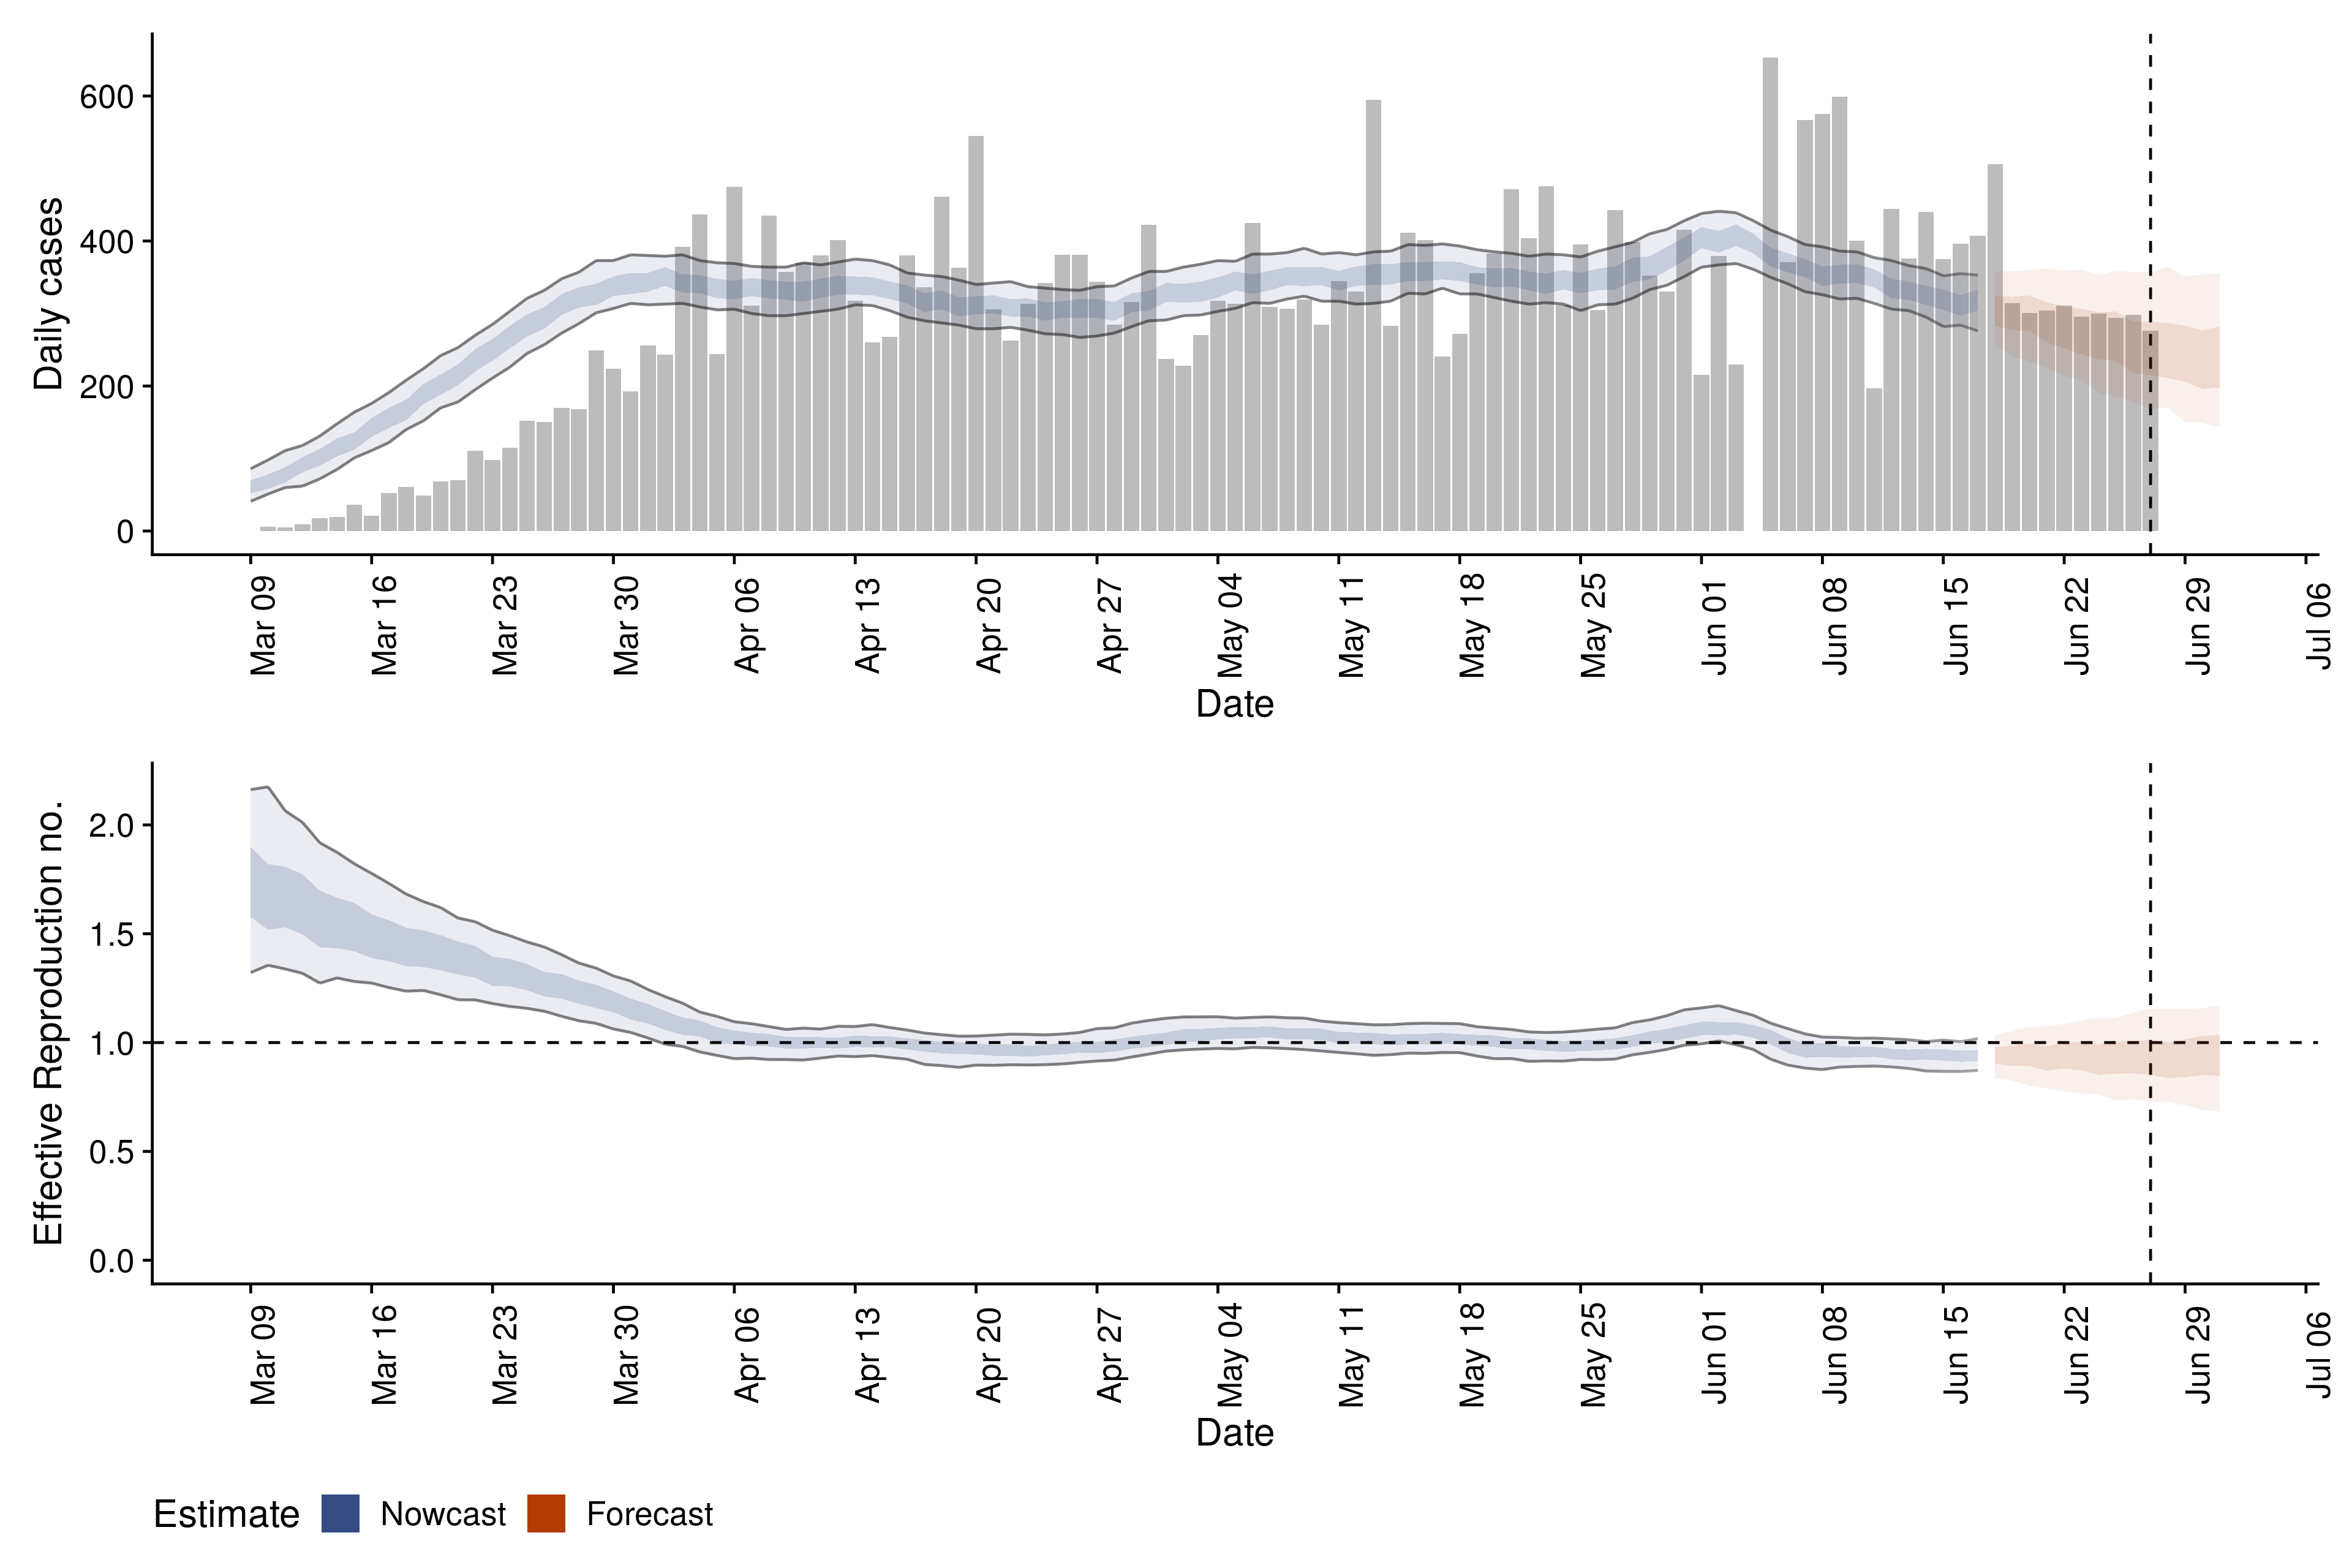 Daily cases
600
400
200
0
Mar 09
Mar 16
Mar 23
Mar 30
Apr 06
Apr 13
Apr 20
Apr 27
May 04
May 11
May 18
May 25
Jun 01
Jun 08
Jun 15
Jun 22
Jun 29
Jul 06
Date
Effective Reproduction no.
2.0
1.5
1.0
0.5
0.0
Mar 09
Mar 16
Mar 23
Mar 30
Apr 06
Apr 13
Apr 20
Apr 27
May 04
May 11
May 18
May 25
Jun 01
Jun 08
Jun 15
Jun 22
Jun 29
Jul 06
Date
Estimate Nowcast Forecast